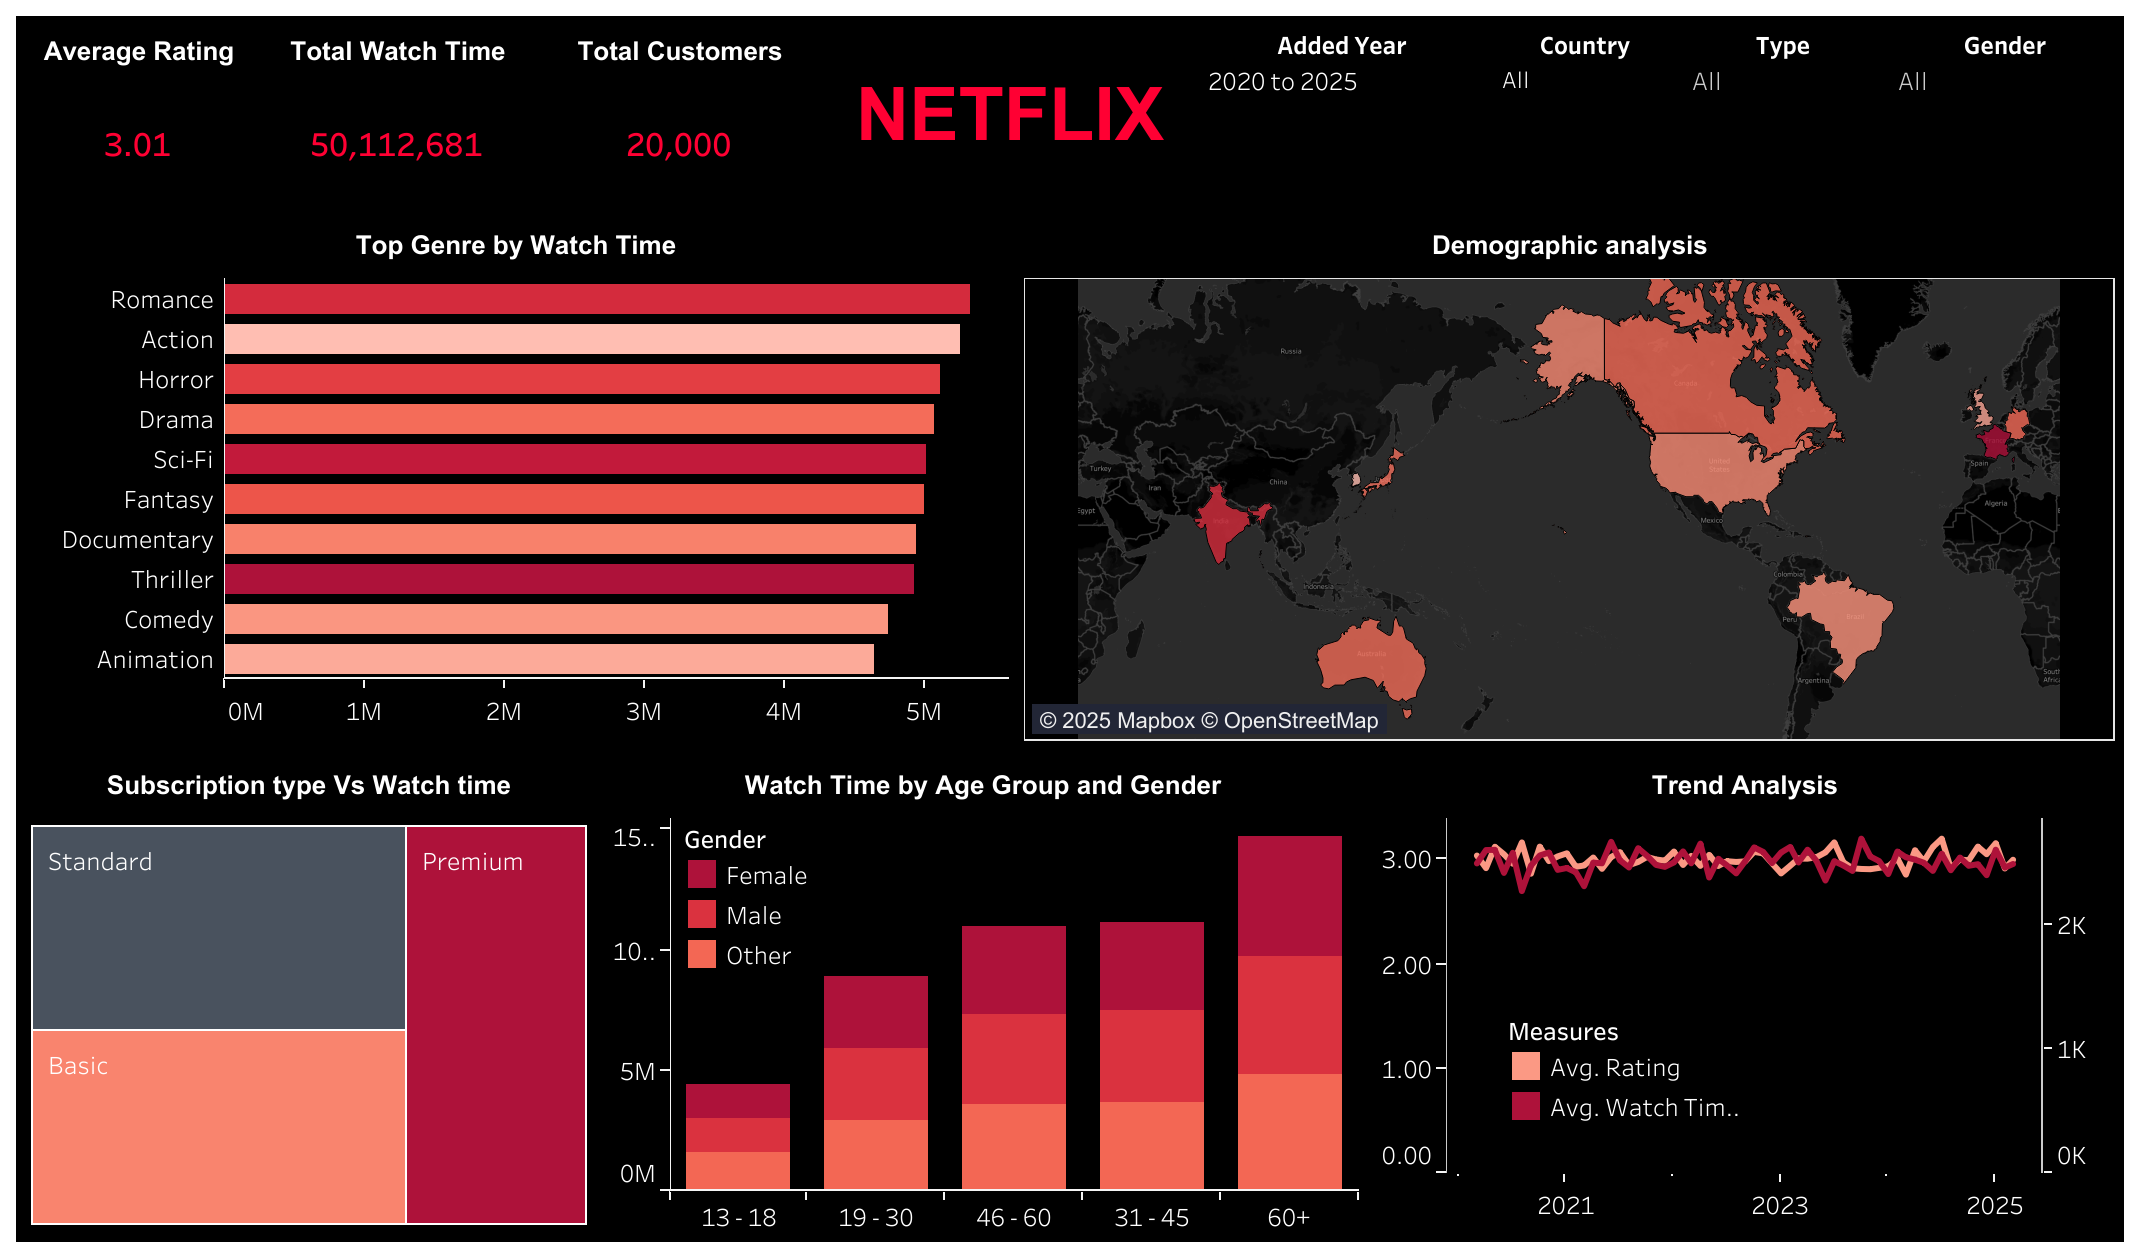 Average Rating
Total Watch Time
Total Customers
3.01
50,112,681
20,000
NETFLIX
Added Year
Country
Type
Gender
2020 to 2025
All
All
All
Top Genre by Watch Time
Romance
Action
Horror
Drama
Sci-Fi
Fantasy
Documentary
Thriller
Comedy
Animation
0M
1M
2M
3M
4M
5M
Demographic analysis
Russia
Canada
United
States
Turkey
Iran
China
Egypt
India
Spain
Algeria
Mexico
Colombia
Indonesia
Peru
Brazil
Australia
Argentina
South
Africa
© 2025 Mapbox © OpenStreetMap
Subscription type Vs Watch time
Standard
Premium
Basic
Watch Time by Age Group and Gender
15..
10..
5M
0M
Gender
Female
Male
Other
13 - 18
19 - 30
46 - 60
31 - 45
60+
Trend Analysis
3.00
2.00
1.00
0.00
2K
1K
0K
Measures
Avg. Rating
Avg. Watch Tim..
2021
2023
2025